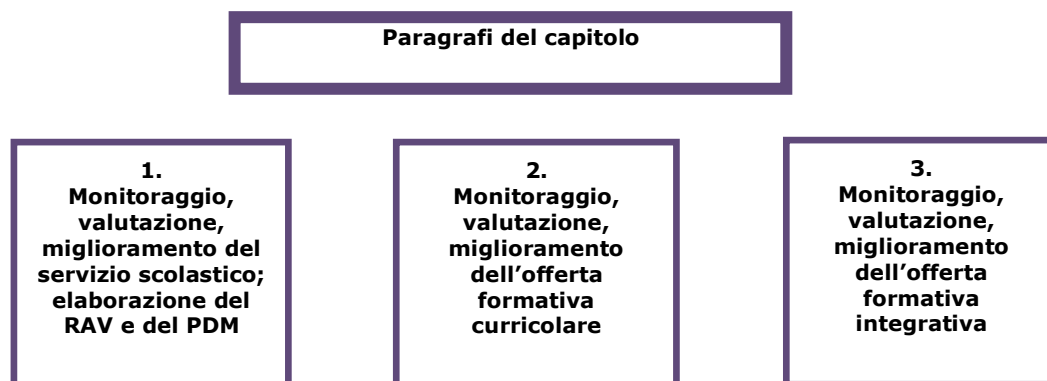 Paragrafi del capitolo
1.
Monitoraggio,
valutazione,
miglioramento del
servizio scolastico;
elaborazione del
RAV e del PDM
2.
Monitoraggio,
valutazione,
miglioramento
dell’offerta
formativa
curricolare
3.
Monitoraggio,
valutazione,
miglioramento
dell’offerta
formativa
integrativa